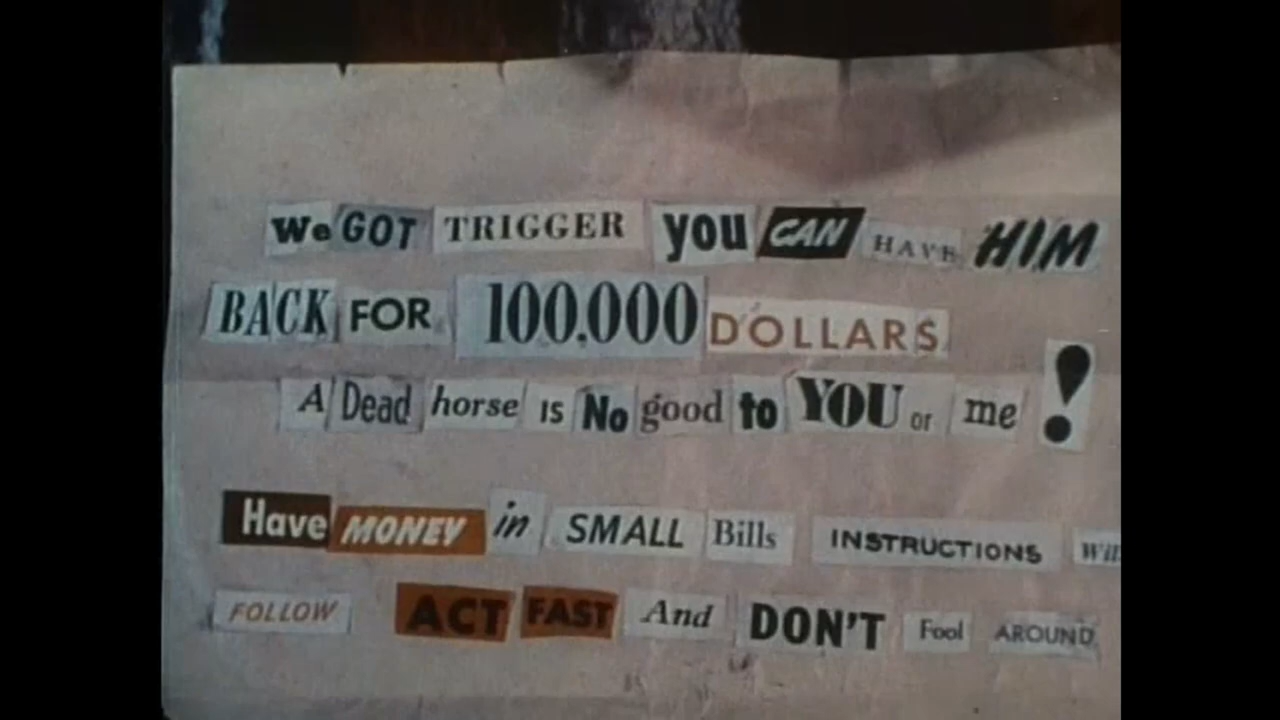 We GOT TRIGGER you CAN HAVE HIM
BACK FOR 100,000 DOLLARS
A Dead horse IS No good to YOU or me !
Have MONEY in SMALL Bills INSTRUCTIONS Will
FOLLOW ACT FAST And DON'T Fool AROUND